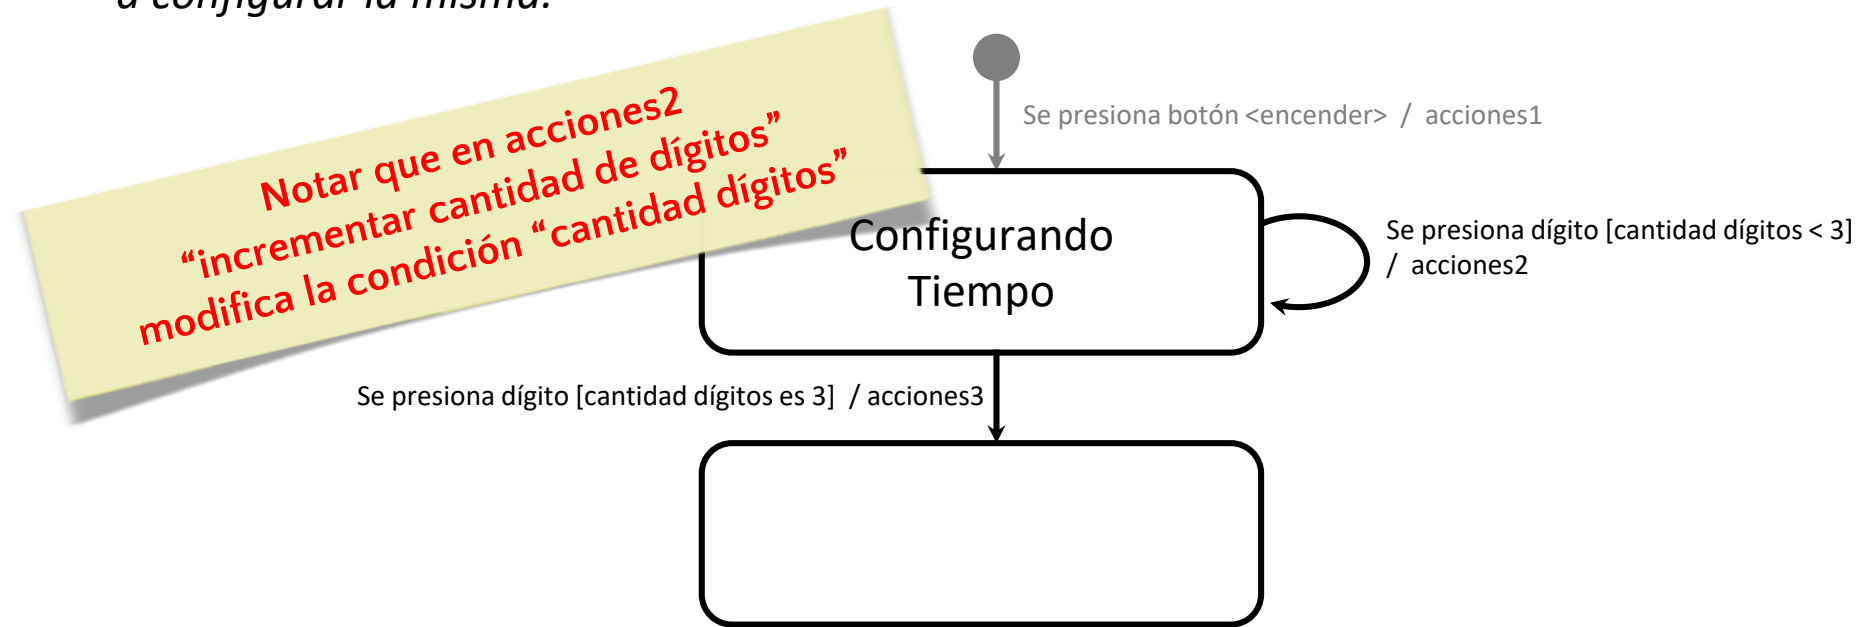 a configurar la misma.
Notar que en acciones2
“incrementar cantidad de dígitos”
modifica la condición “cantidad dígitos”
Se presiona botón <encender> / acciones1
Configurando
Tiempo
Se presiona dígito [cantidad dígitos < 3]
/ acciones2
Se presiona dígito [cantidad dígitos es 3] / acciones3